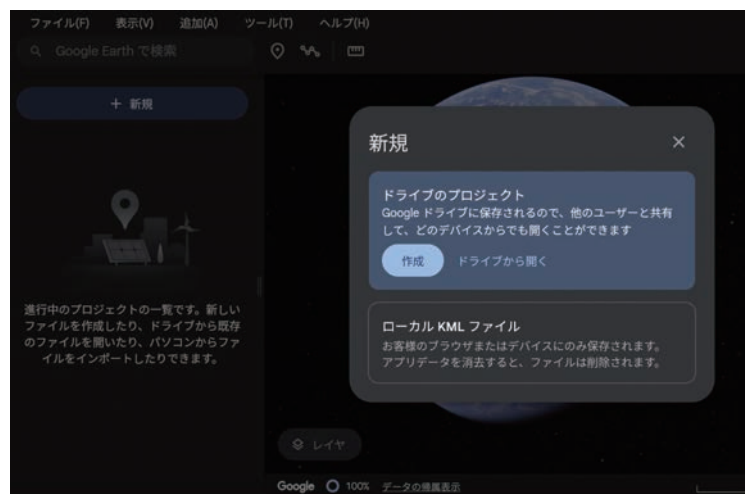 ファイル(F) 表示(V) 追加(A) ツール(T) ヘルプ(H)
Google Earth で検索
+ 新規
新規
ドライブのプロジェクト
Google ドライブに保存されるので、他のユーザーと共有
して、どのデバイスからでも開くことができます
作成 ドライブから開く
進行中のプロジェクトの一覧です。新しい
ファイルを作成したり、ドライブから既存
のファイルを開いたり、パソコンからファ
イルをインポートしたりできます。
ローカル KML ファイル
お客様のブラウザまたはデバイスにのみ保存されます。
アプリデータを消去すると、ファイルは削除されます。
レイヤ
Google 100% データの帰属表示